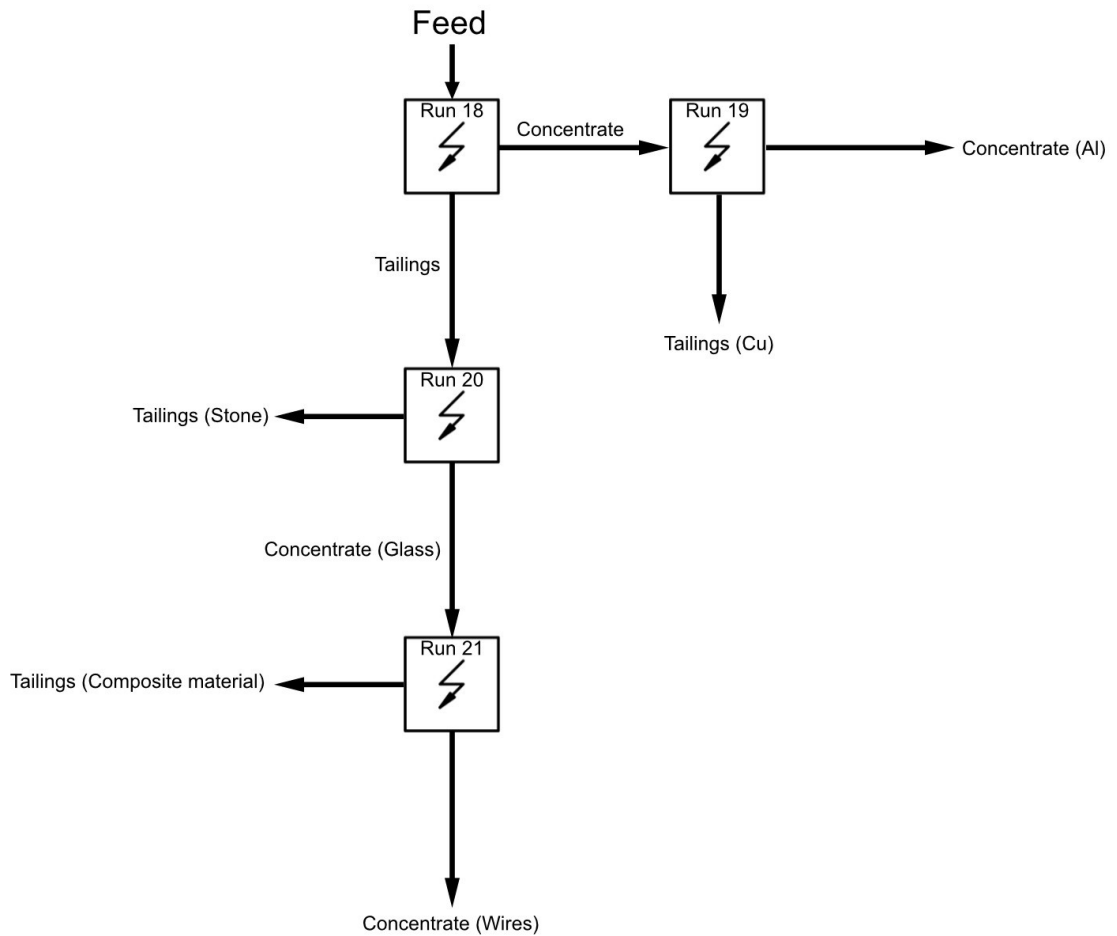 Feed
Run 18
Concentrate
Run 19
Concentrate (Al)
Tailings
Tailings (Cu)
Run 20
Tailings (Stone)
Concentrate (Glass)
Run 21
Tailings (Composite material)
Concentrate (Wires)